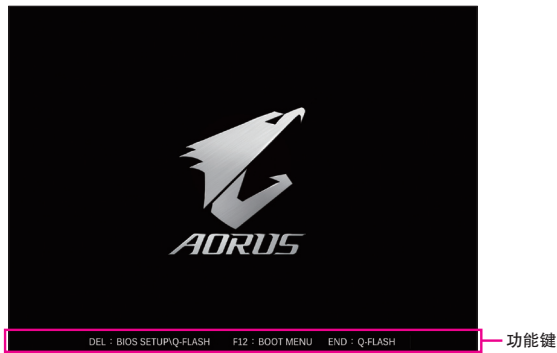 AORUS
DEL : BIOS SETUP\Q-FLASH F12 : BOOT MENU END : Q-FLASH
功能键